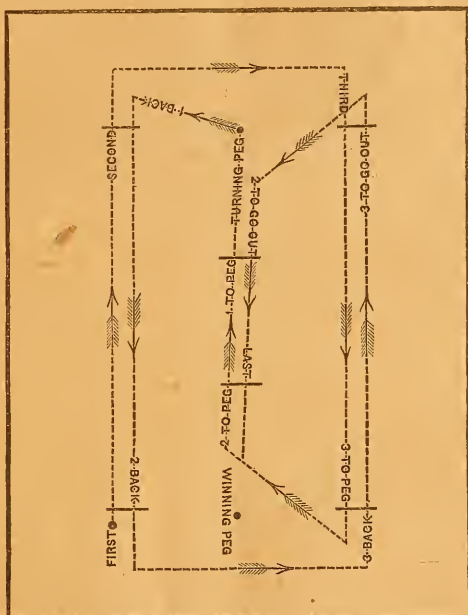 FIRST
SECOND
2-BACK
1-BACK
WINNING
PEG
2-TO-PEG
1-TO-PEG
TURNING-PEG
LAST
2-TO-GO-OUT
3-TO-PEG
THIRD
3-BACK
3-TO-GO-OUT